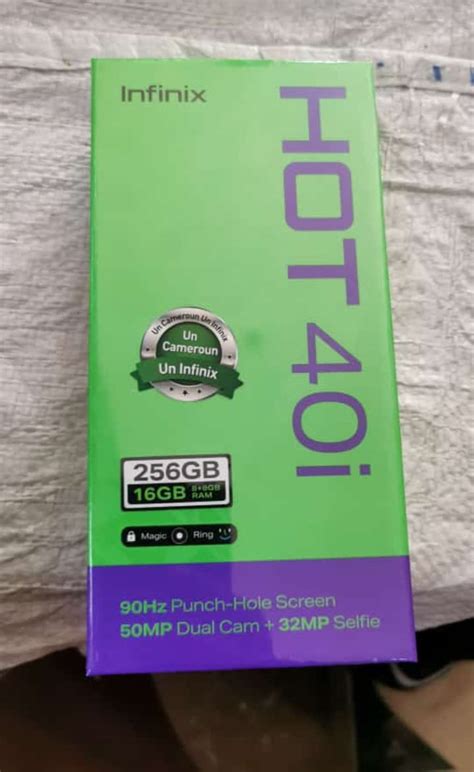 Infinix
HOT 40i
Un Cameroun Un Infinix
Un
Cameroun
Un Infinix
256GB
16GB 8+8GB
RAM
Magic Ring
90Hz Punch-Hole Screen
50MP Dual Cam + 32MP Selfie